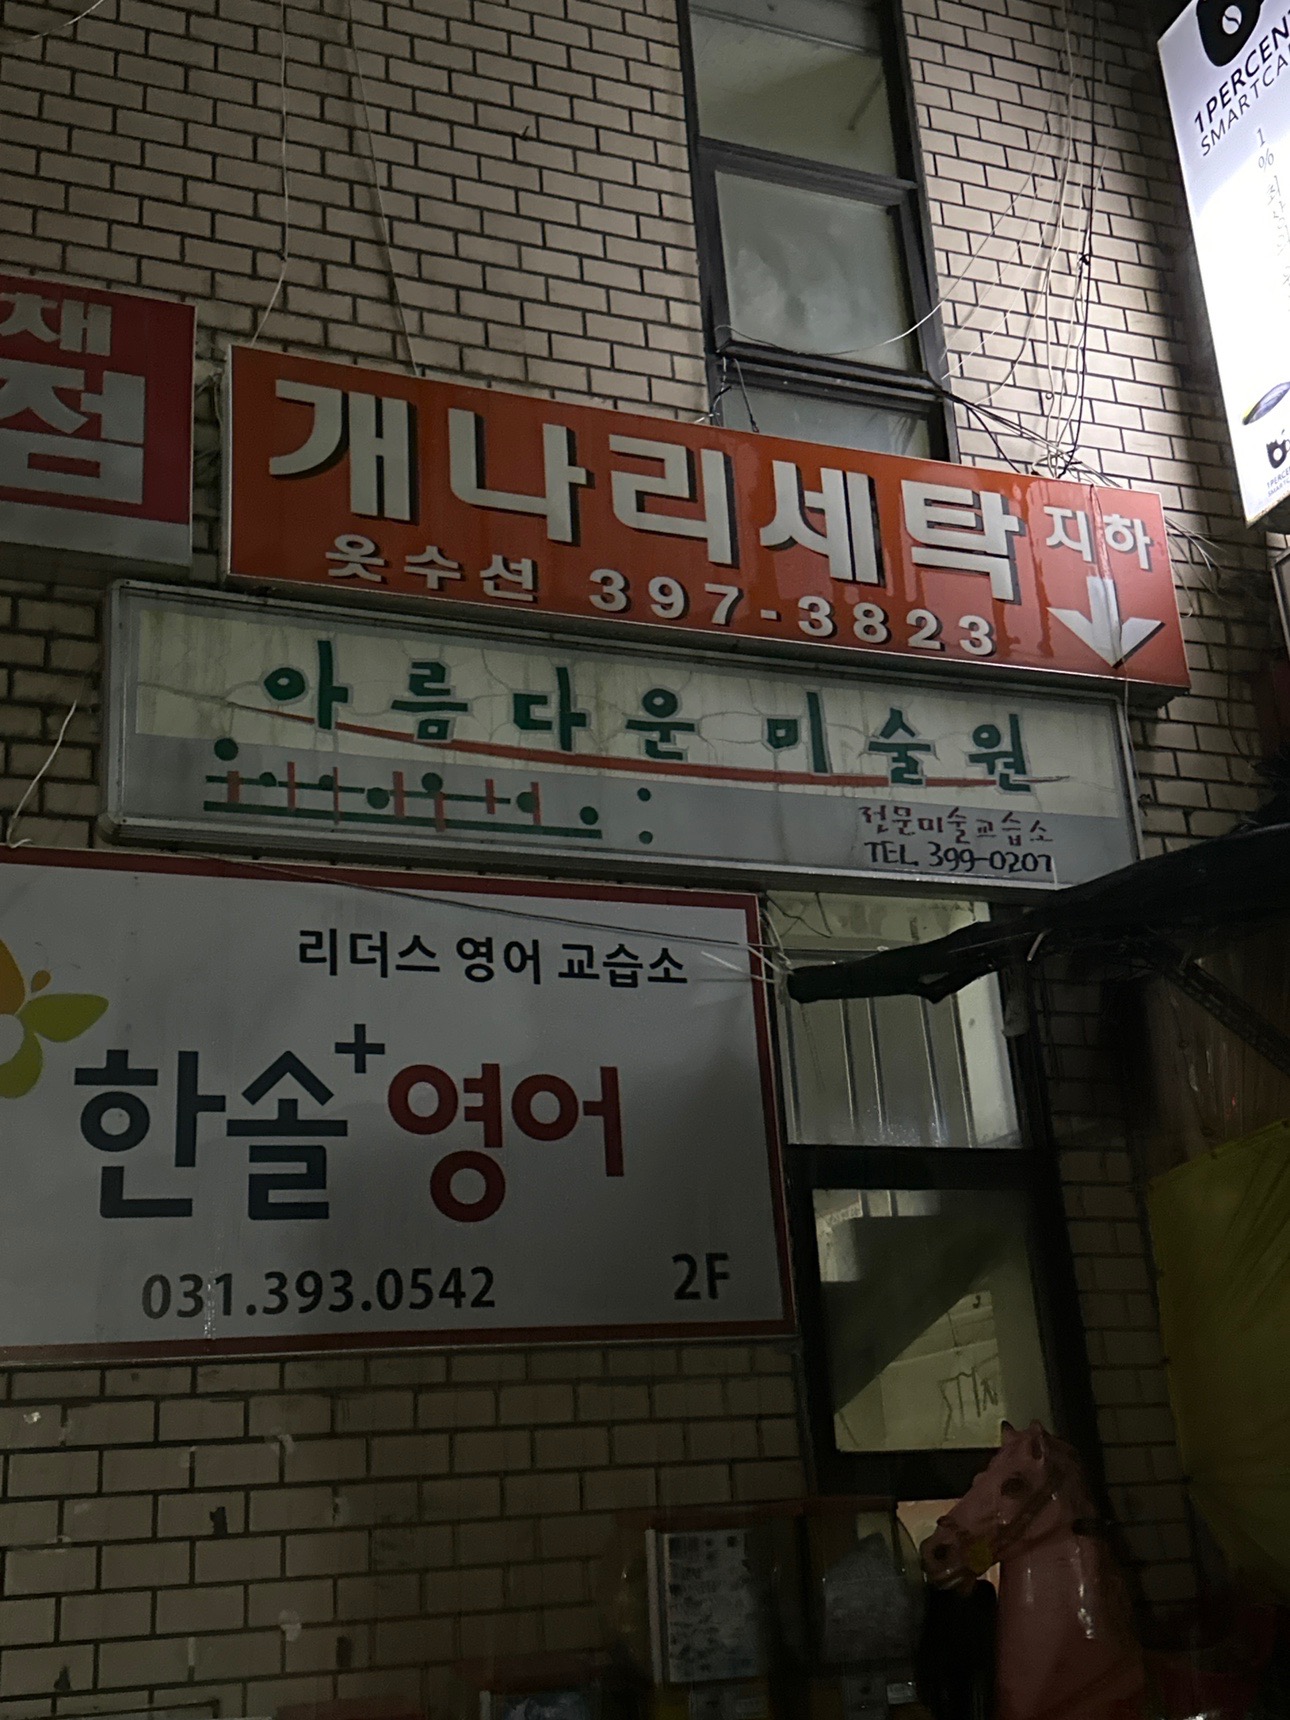 1PERCENT
SMARTCA
1
%
채
점
개나리세탁
지하
옷수선 397-3823
아름다운미술원
전문미술교습소
TEL 399-0207
리더스 영어 교습소
한솔+영어
031.393.0542
2F